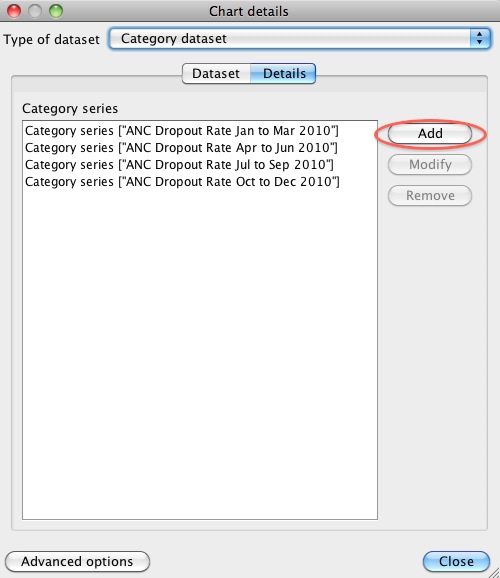 Chart details
Type of dataset Category dataset
Dataset Details
Category series
Category series ["ANC Dropout Rate Jan to Mar 2010"]
Category series ["ANC Dropout Rate Apr to Jun 2010"]
Category series ["ANC Dropout Rate Jul to Sep 2010"]
Category series ["ANC Dropout Rate Oct to Dec 2010"]
Add
Modify
Remove
Advanced options Close